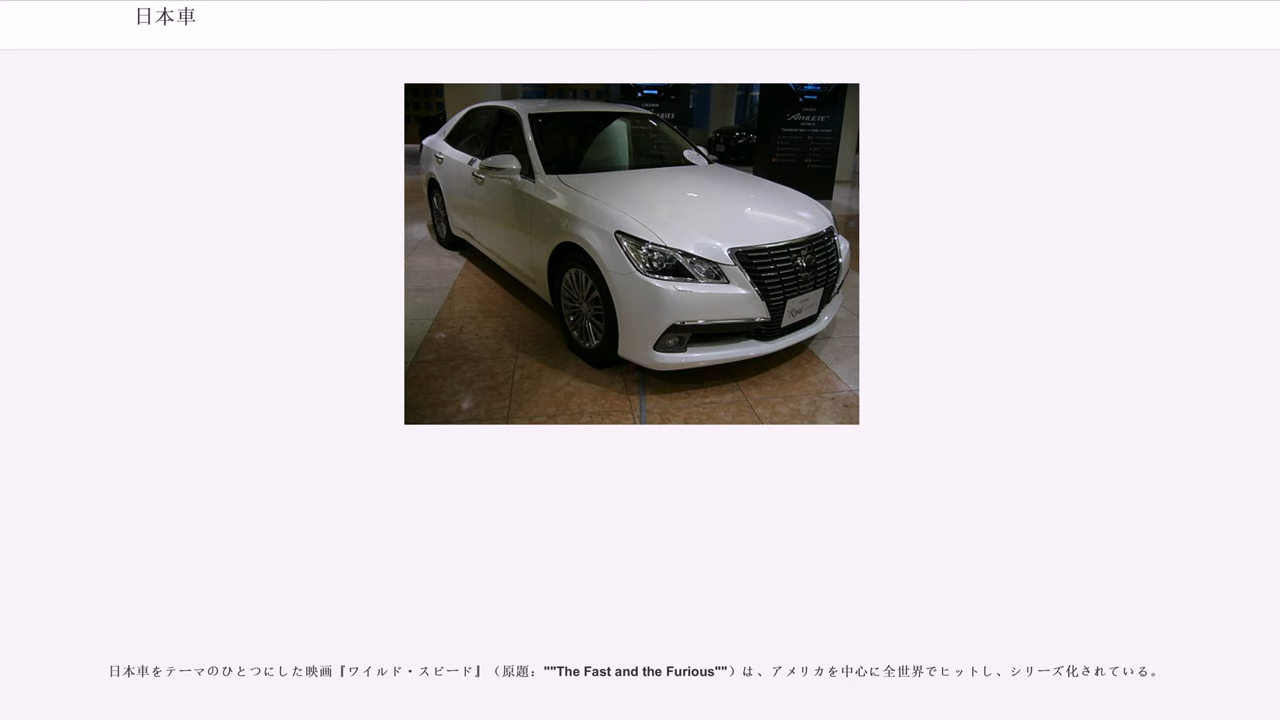 日本車
CROWN
"ATHLETE"
日本車をテーマのひとつにした映画『ワイルド・スピード』（原題：""The Fast and the Furious""）は、アメリカを中心に全世界でヒットし、シリーズ化されている。